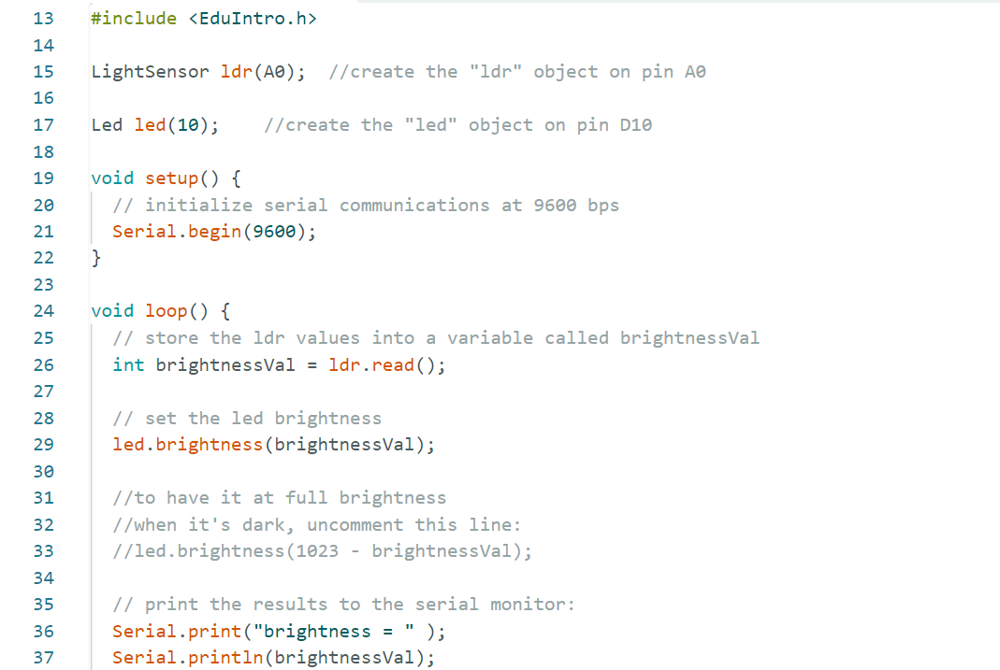 13 #include <EduIntro.h>
14
15 LightSensor ldr(A0);  //create the "ldr" object on pin A0
16
17 Led led(10);    //create the "led" object on pin D10
18
19 void setup() {
20   // initialize serial communications at 9600 bps
21   Serial.begin(9600);
22 }
23
24 void loop() {
25   // store the ldr values into a variable called brightnessVal
26   int brightnessVal = ldr.read();
27
28   // set the led brightness
29   led.brightness(brightnessVal);
30
31   //to have it at full brightness
32   //when it's dark, uncomment this line:
33   //led.brightness(1023 - brightnessVal);
34
35   // print the results to the serial monitor:
36   Serial.print("brightness = " );
37   Serial.println(brightnessVal);